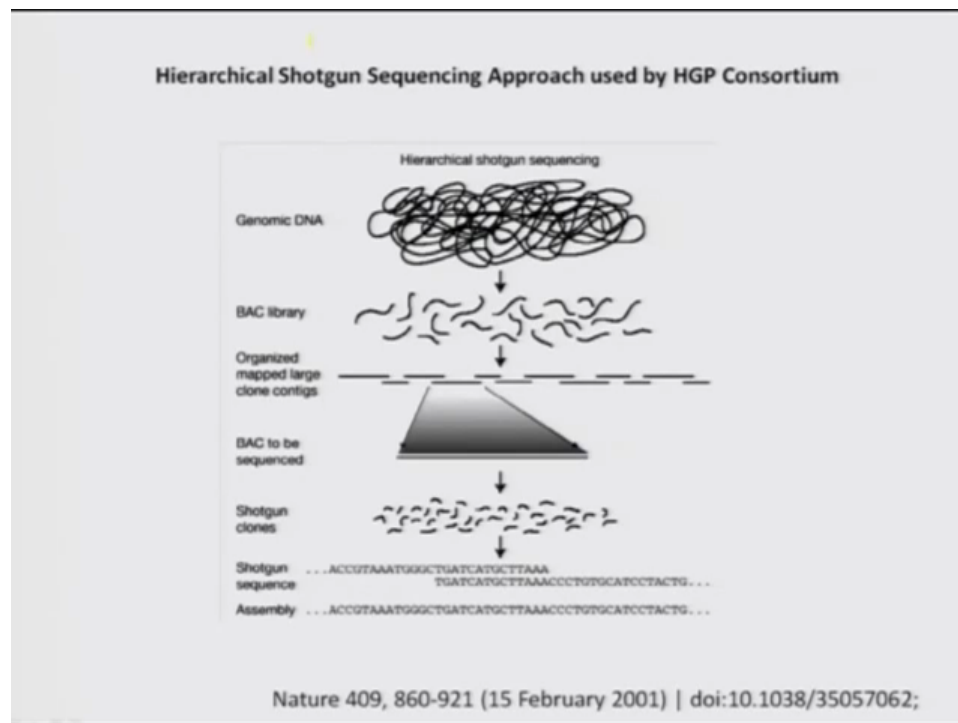 Hierarchical Shotgun Sequencing Approach used by HGP Consortium
Hierarchical shotgun sequencing
Genomic DNA
BAC library
Organized
mapped large
clone contigs
BAC to be
sequenced
Shotgun
clones
Shotgun
sequence
...ACCGTAAATGGGCTGATCATGCTTAAA
TGATCATGCTTAAACCCTGTGCATCCTACTG...
Assembly
...ACCGTAAATGGGCTGATCATGCTTAAACCCTGTGCATCCTACTG...
Nature 409, 860-921 (15 February 2001) | doi:10.1038/35057062;